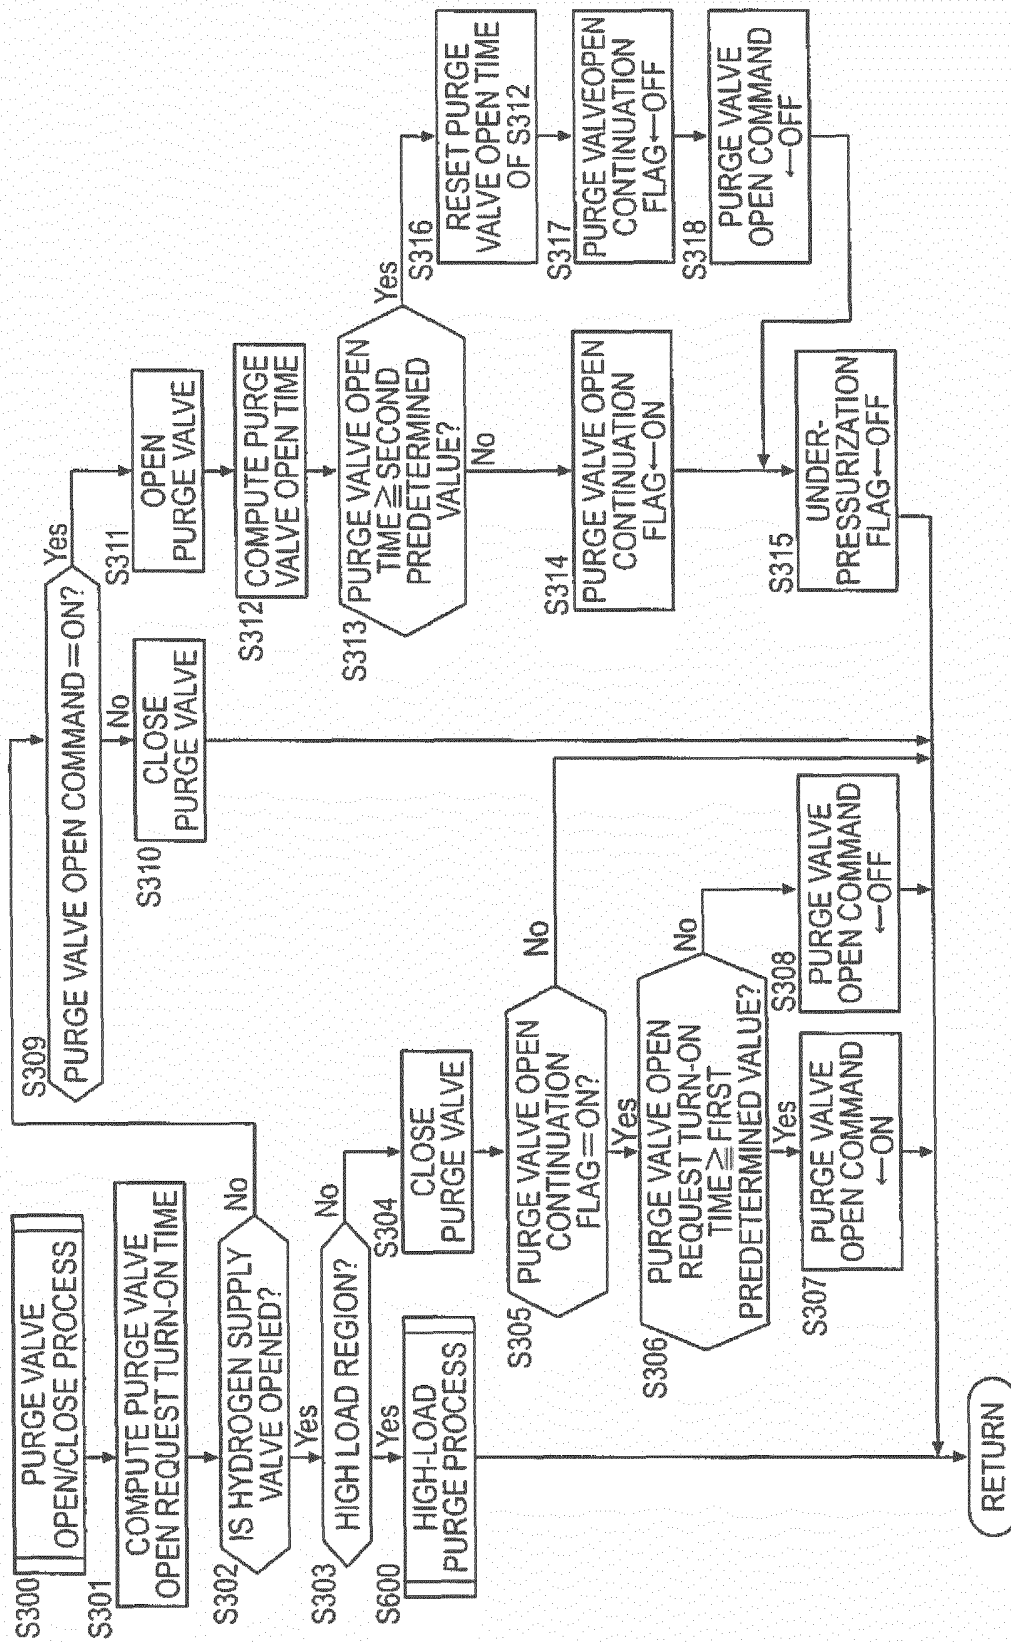 S300
PURGE VALVE
OPEN/CLOSE PROCESS
S301
COMPUTE PURGE VALVE
OPEN REQUEST TURN-ON TIME
S302
IS HYDROGEN SUPPLY
VALVE OPENED?
No
Yes
S303
HIGH LOAD REGION?
No
Yes
S600
HIGH-LOAD
PURGE PROCESS
S304
CLOSE
PURGE VALVE
S305
PURGE VALVE OPEN
CONTINUATION
FLAG=ON?
No
Yes
S306
PURGE VALVE OPEN
REQUEST TURN-ON
TIME≧FIRST
PREDETERMINED VALUE?
No
Yes
S307
PURGE VALVE
OPEN COMMAND
←ON
S308
PURGE VALVE
OPEN COMMAND
←OFF
S309
PURGE VALVE OPEN COMMAND=ON?
Yes
No
S310
CLOSE
PURGE VALVE
S311
OPEN
PURGE VALVE
S312
COMPUTE PURGE
VALVE OPEN TIME
S313
PURGE VALVE OPEN
TIME≧SECOND
PREDETERMINED
VALUE?
Yes
No
S314
PURGE VALVE OPEN
CONTINUATION
FLAG←ON
S315
UNDER-
PRESSURIZATION
FLAG←OFF
S316
RESET PURGE
VALVE OPEN TIME
OF S312
S317
PURGE VALVEOPEN
CONTINUATION
FLAG←OFF
S318
PURGE VALVE
OPEN COMMAND
←OFF
RETURN